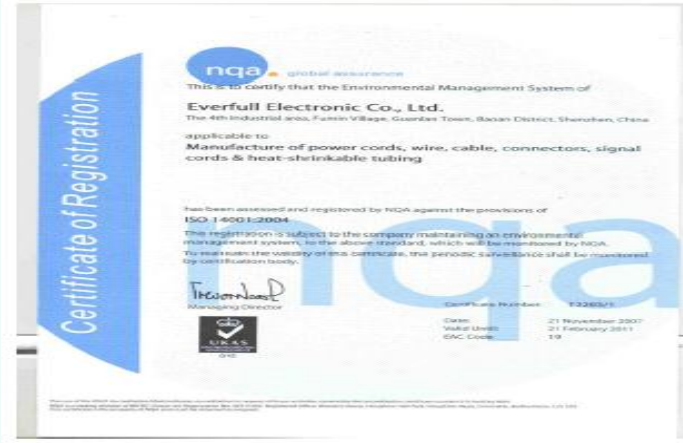 Certificate of Registration
nqa.
global assurance
This is to certify that the Environmental Management System of
Everfull Electronic Co., Ltd.
The 4th Industrial area, Fumin Village, Guanlan Town, Baoan District, Shenzhen, China
applicable to
Manufacture of power cords, wire, cable, connectors, signal
cords & heat-shrinkable tubing
has been assessed and registered by NQA against the provisions of
ISO 14001:2004
This registration is subject to the company maintaining an environmental
management system, to the above standard, which will be monitored by NQA.
To maintain the validity of this certificate, the periodic surveillance shall be monitored
by certification body.
Managing Director
Certificate Number
Date: 21 November 2007
Valid Until: 21 February 2011
EAC Code: 19
UKAS
nqa